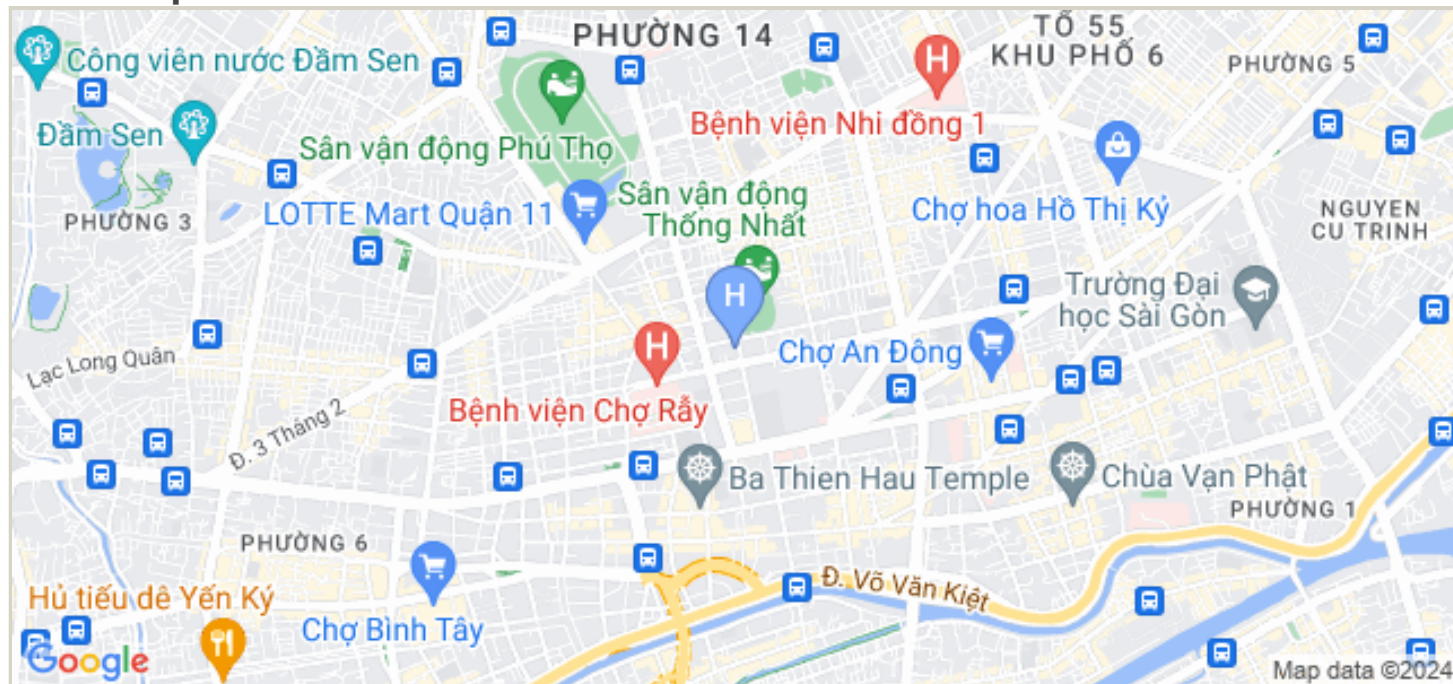 PHƯỜNG 14
TỔ 55
KHU PHỐ 6
Công viên nước Đầm Sen
H
PHƯỜNG 5
Bệnh viện Nhi đồng 1
Đầm Sen
Sân vận động Phú Thọ
Sân vận động
Thống Nhất
PHƯỜNG 3
LOTTE Mart Quận 11
Chợ hoa Hồ Thị Kỷ
NGUYEN
CU TRINH
H
Trường Đại
học Sài Gòn
H
Chợ An Đông
Lạc Long Quân
Bệnh viện Chợ Rẫy
Đ. 3 Tháng 2
Ba Thien Hau Temple
Chùa Vạn Phật
PHƯỜNG 1
PHƯỜNG 6
Đ. Võ Văn Kiệt
Hủ tiếu dê Yến Ký
Chợ Bình Tây
Google
Map data ©2024